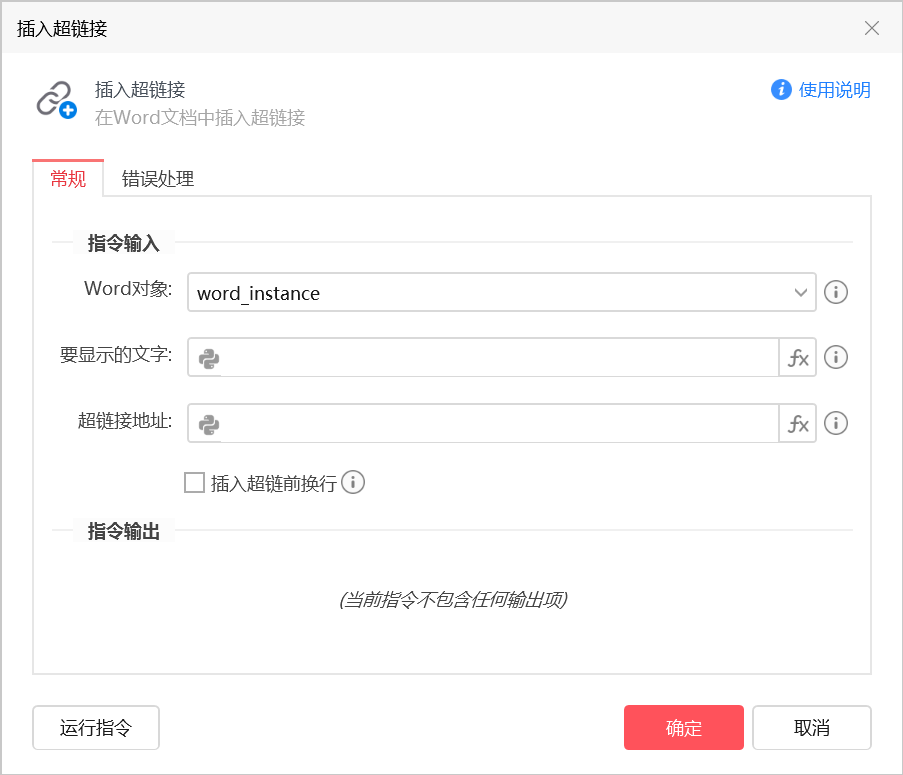 插入超链接
插入超链接
使用说明
在Word文档中插入超链接
常规
错误处理
指令输入
Word对象:
word_instance
要显示的文字:
fx
超链接地址:
fx
插入超链前换行
指令输出
(当前指令不包含任何输出项)
运行指令
确定
取消